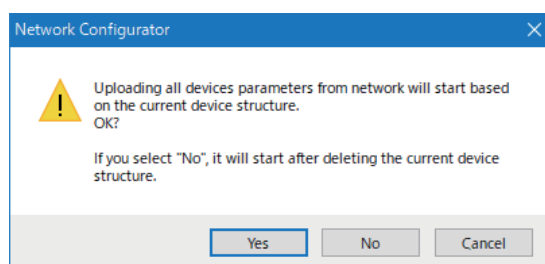 Network Configurator
Uploading all devices parameters from network will start based
on the current device structure.
OK?
If you select "No", it will start after deleting the current device
structure.
Yes No Cancel